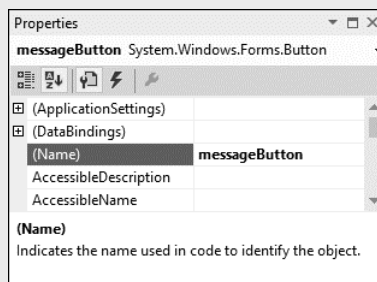 Properties
messageButton System.Windows.Forms.Button
(ApplicationSettings)
(DataBindings)
(Name) messageButton
AccessibleDescription
AccessibleName
(Name)
Indicates the name used in code to identify the object.